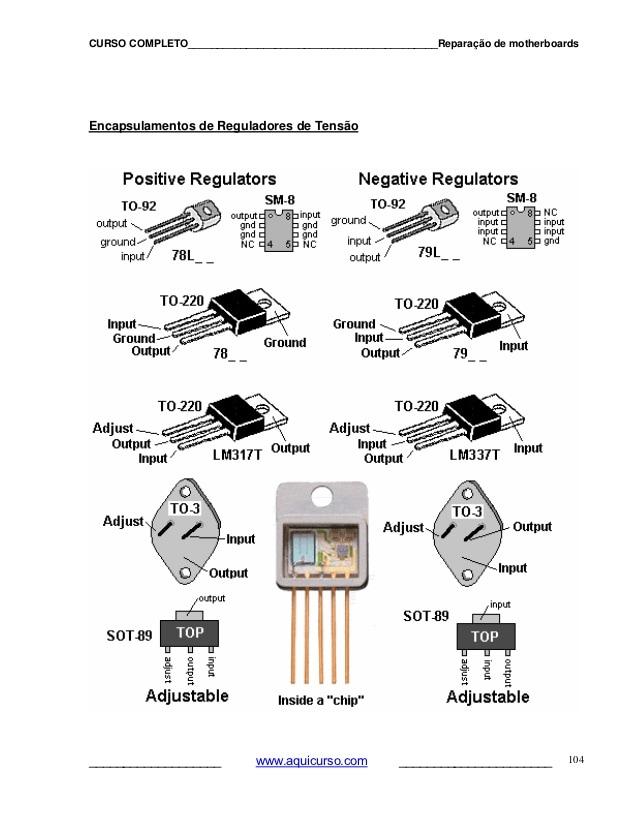 CURSO COMPLETO_________________________________________Reparação de motherboards
Encapsulamentos de Reguladores de Tensão
Positive Regulators
TO-92
output
ground
input
78L_ _
SM-8
output 8 input
gnd gnd
gnd gnd
NC 4 5 NC
Negative Regulators
TO-92
ground
input
output
79L_ _
SM-8
output 8 NC
input input
input input
NC 4 5 gnd
TO-220
Input
Ground
Output
78_ _
Ground
TO-220
Ground
Input
Output
79_ _
Input
TO-220
Adjust
Output
Input
LM317T
Output
TO-220
Adjust
Input
Output
LM337T
Input
TO-3
Adjust
Input
Output
TO-3
Adjust
Output
Input
output
SOT-89
TOP
adjust
output
input
Adjustable
Inside a "chip"
input
SOT-89
TOP
adjust
input
output
Adjustable
www.aquicurso.com
104